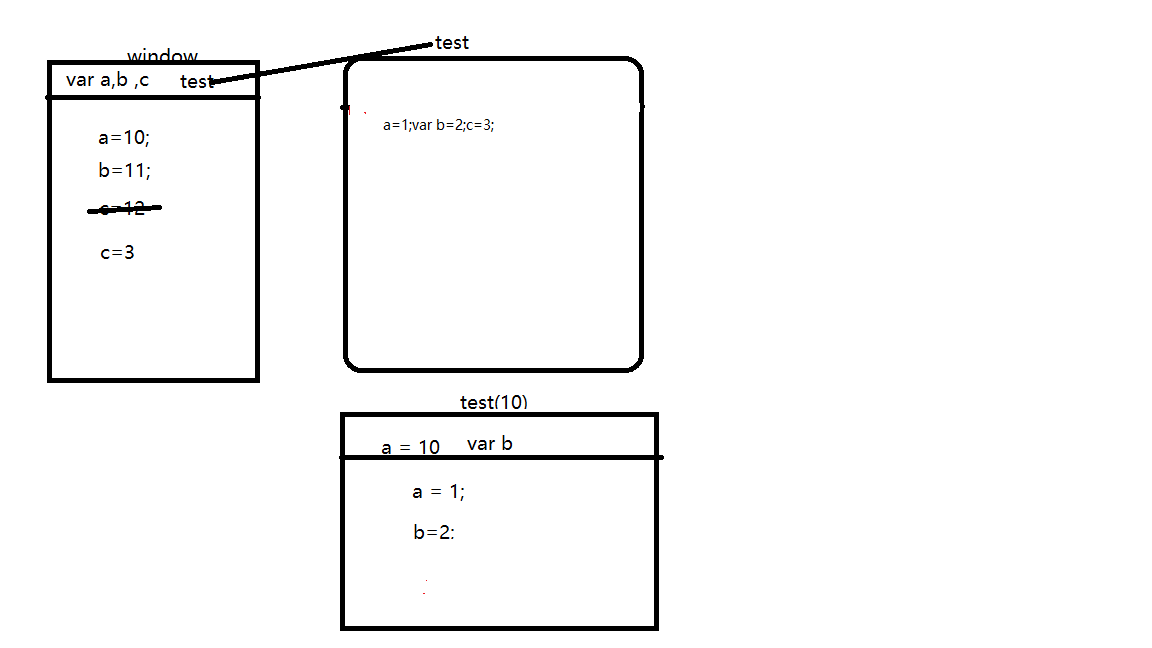 window
test
var a,b ,c test
a=10;
b=11;
c=12
c=3
a=1;var b=2;c=3;
test(10)
a = 10 var b
a = 1;
b=2: